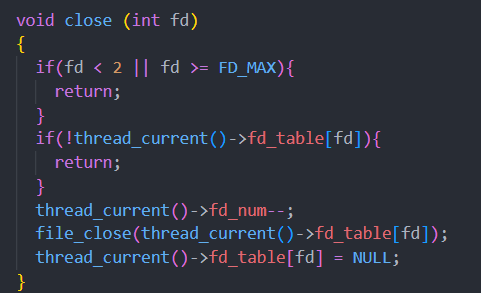 void close (int fd)
{
  if(fd < 2 || fd >= FD_MAX){
    return;
  }
  if(!thread_current()->fd_table[fd]){
    return;
  }
  thread_current()->fd_num--;
  file_close(thread_current()->fd_table[fd]);
  thread_current()->fd_table[fd] = NULL;
}